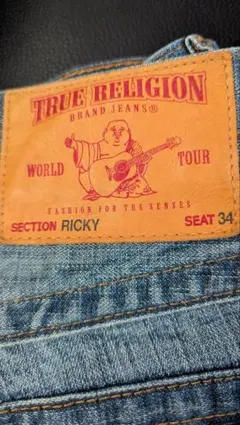 TRUE RELIGION
BRAND JEANS®
WORLD TOUR
FASHION FOR THE SENSES
SECTION RICKY SEAT 34